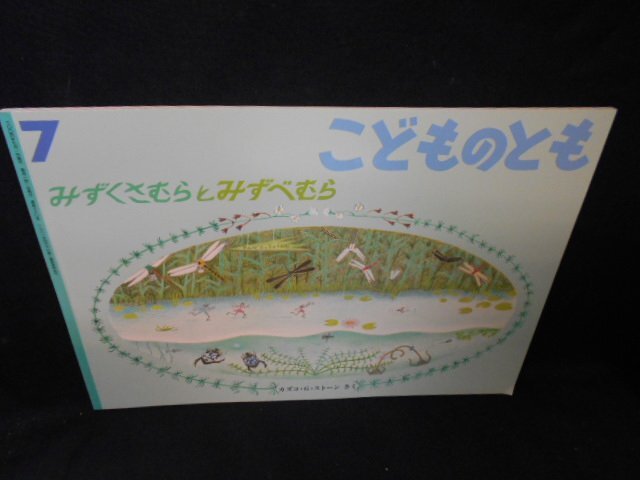 7
こどものとも
みずくさむらとみずべむら
カズコ・G・ストーン さく